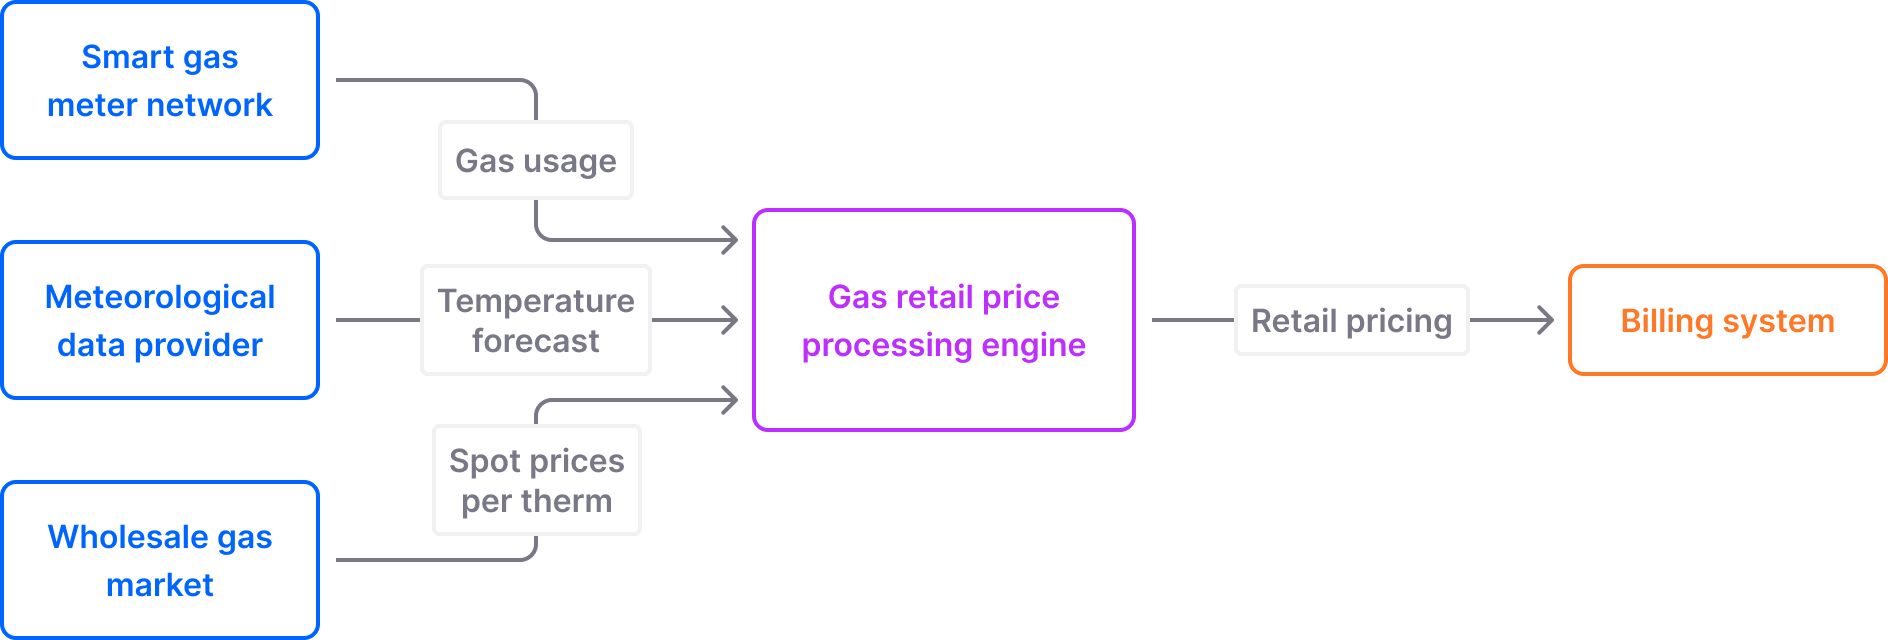 Smart gas
meter network
Gas usage
Meteorological
data provider
Temperature
forecast
Wholesale gas
market
Spot prices
per therm
Gas retail price
processing engine
Retail pricing
Billing system